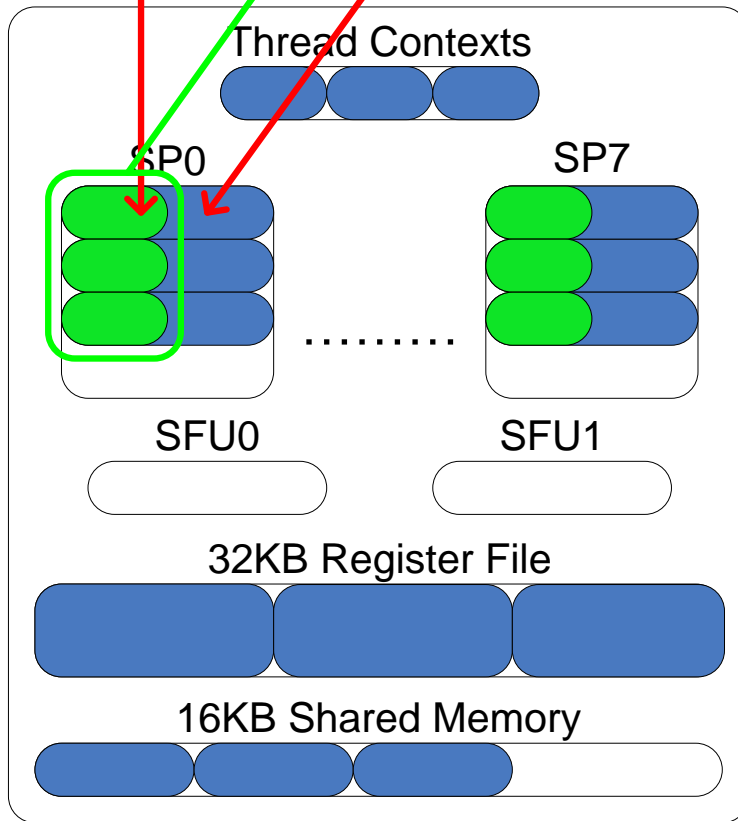 Thread Contexts
SP0 SP7
.........
SFU0 SFU1
32KB Register File
16KB Shared Memory